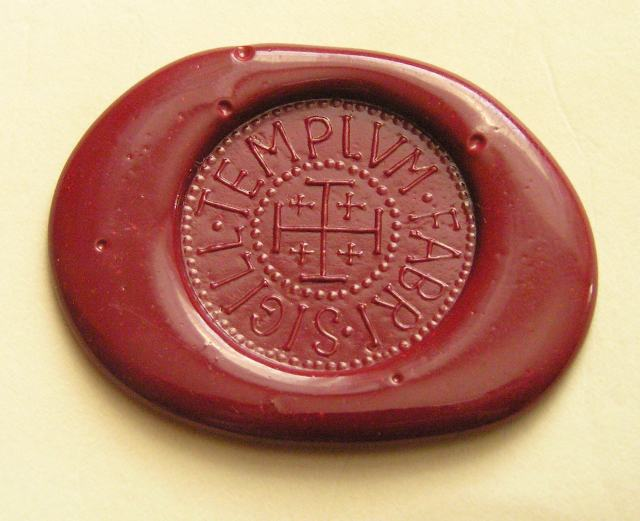 · TEMPLVM · FABRI · SIGILL